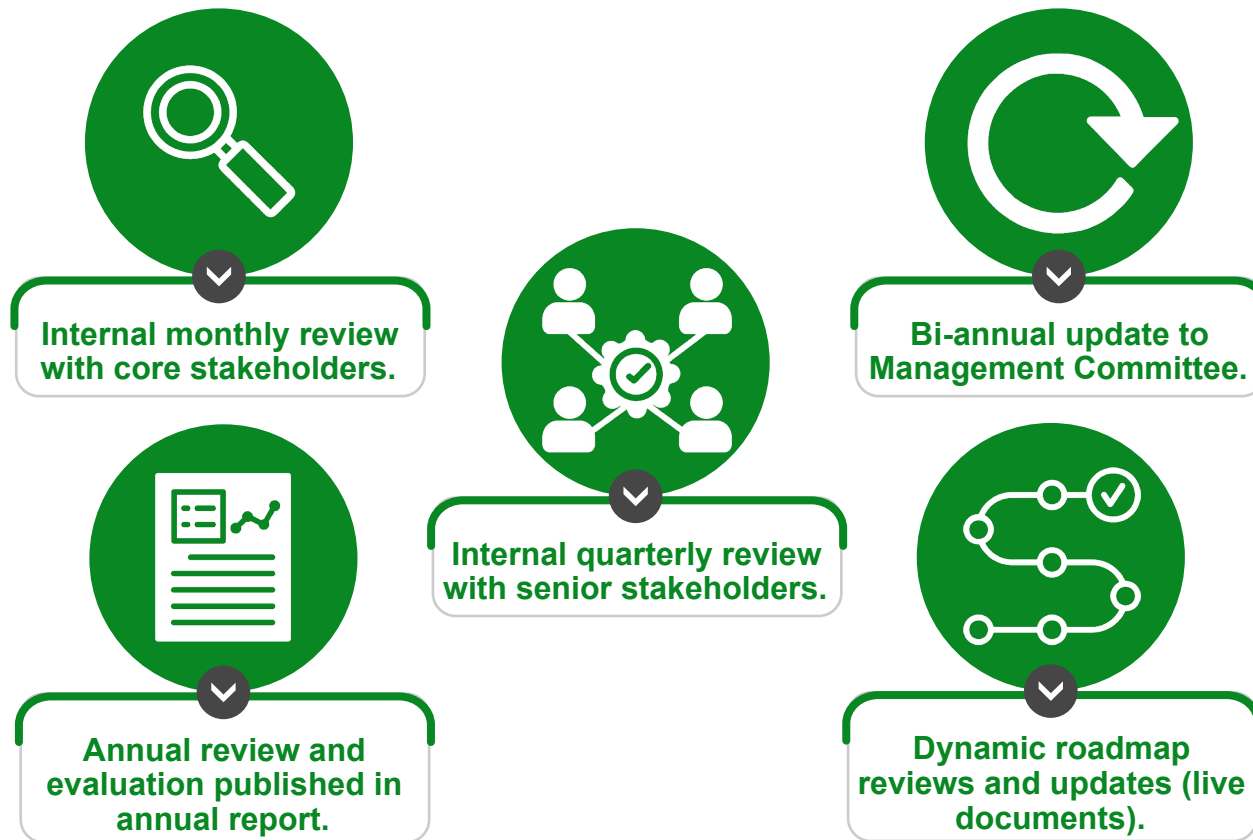 Internal monthly review
with core stakeholders.
Bi-annual update to
Management Committee.
Internal quarterly review
with senior stakeholders.
Annual review and
evaluation published in
annual report.
Dynamic roadmap
reviews and updates (live
documents).